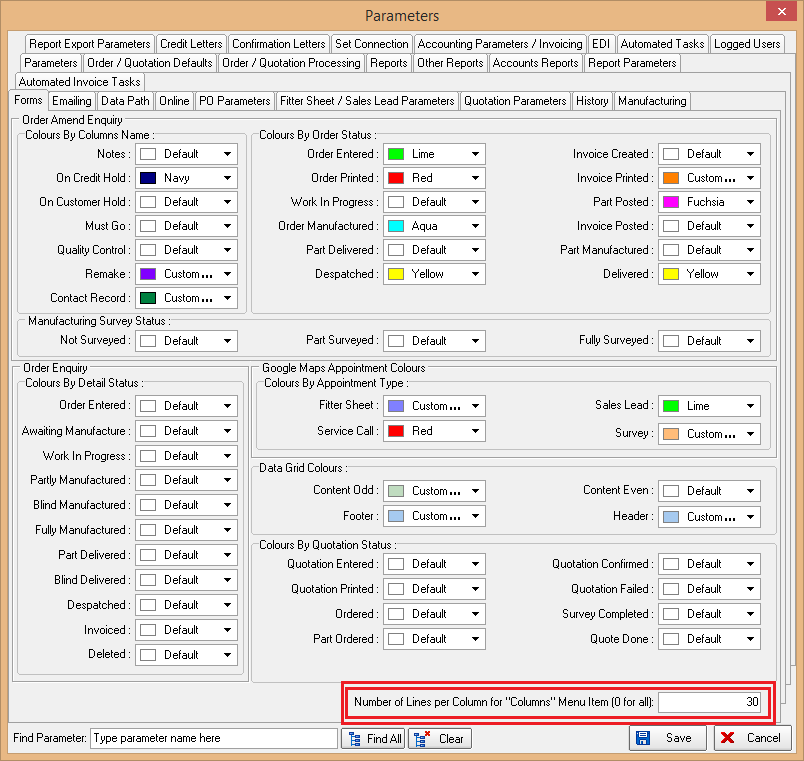 Parameters
Report Export Parameters Credit Letters Confirmation Letters Set Connection Accounting Parameters / Invoicing EDI Automated Tasks Logged Users
Parameters Order / Quotation Defaults Order / Quotation Processing Reports Other Reports Accounts Reports Report Parameters
Automated Invoice Tasks
Forms Emailing Data Path Online PO Parameters Fitter Sheet / Sales Lead Parameters Quotation Parameters History Manufacturing
Order Amend Enquiry
Colours By Columns Name :
Notes : Default
On Credit Hold : Navy
On Customer Hold : Default
Must Go : Default
Quality Control : Default
Remake : Custom...
Contact Record : Custom...
Colours By Order Status :
Order Entered : Lime
Order Printed : Red
Work In Progress : Default
Order Manufactured : Aqua
Part Delivered : Default
Despatched : Yellow
Invoice Created : Default
Invoice Printed : Custom...
Part Posted : Fuchsia
Invoice Posted : Default
Part Manufactured : Default
Delivered : Yellow
Manufacturing Survey Status :
Not Surveyed : Default
Part Surveyed : Default
Fully Surveyed : Default
Order Enquiry
Colours By Detail Status :
Order Entered : Default
Awaiting Manufacture : Default
Work In Progress : Default
Partly Manufactured : Default
Blind Manufactured : Default
Fully Manufactured : Default
Part Delivered : Default
Blind Delivered : Default
Despatched : Default
Invoiced : Default
Deleted : Default
Google Maps Appointment Colours
Colours By Appointment Type :
Fitter Sheet : Custom...
Service Call : Red
Sales Lead : Lime
Survey : Custom...
Data Grid Colours :
Content Odd : Custom...
Footer : Custom...
Content Even : Default
Header : Custom...
Colours By Quotation Status :
Quotation Entered : Default
Quotation Printed : Default
Ordered : Default
Part Ordered : Default
Quotation Confirmed : Default
Quotation Failed : Default
Survey Completed : Default
Quote Done : Default
Number of Lines per Column for "Columns" Menu Item (0 for all): 30
Find Parameter: Type parameter name here Find All Clear Save Cancel